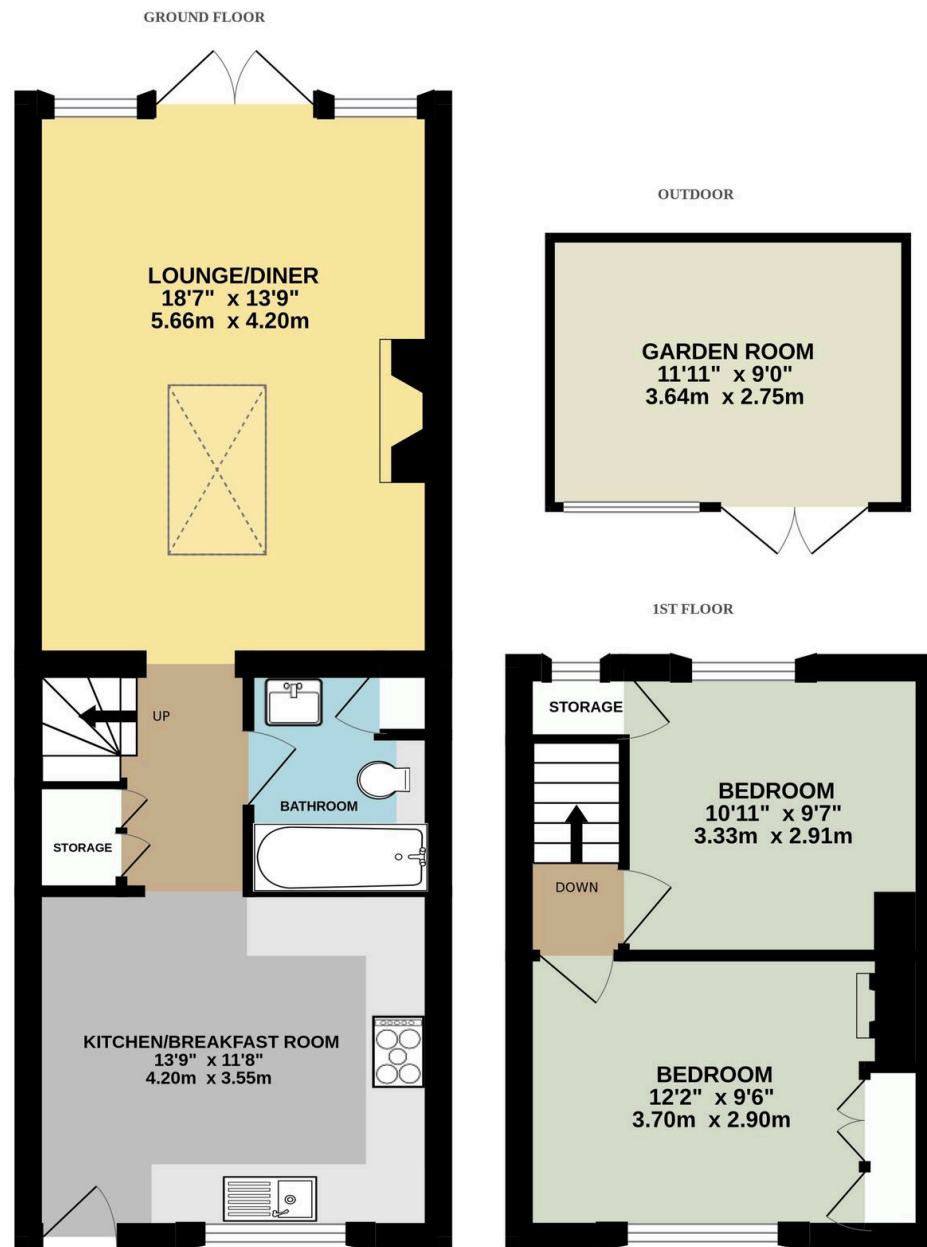 GROUND FLOOR
LOUNGE/DINER
18'7" x 13'9"
5.66m x 4.20m
UP
BATHROOM
STORAGE
KITCHEN/BREAKFAST ROOM
13'9" x 11'8"
4.20m x 3.55m
OUTDOOR
GARDEN ROOM
11'11" x 9'0"
3.64m x 2.75m
1ST FLOOR
STORAGE
BEDROOM
10'11" x 9'7"
3.33m x 2.91m
DOWN
BEDROOM
12'2" x 9'6"
3.70m x 2.90m